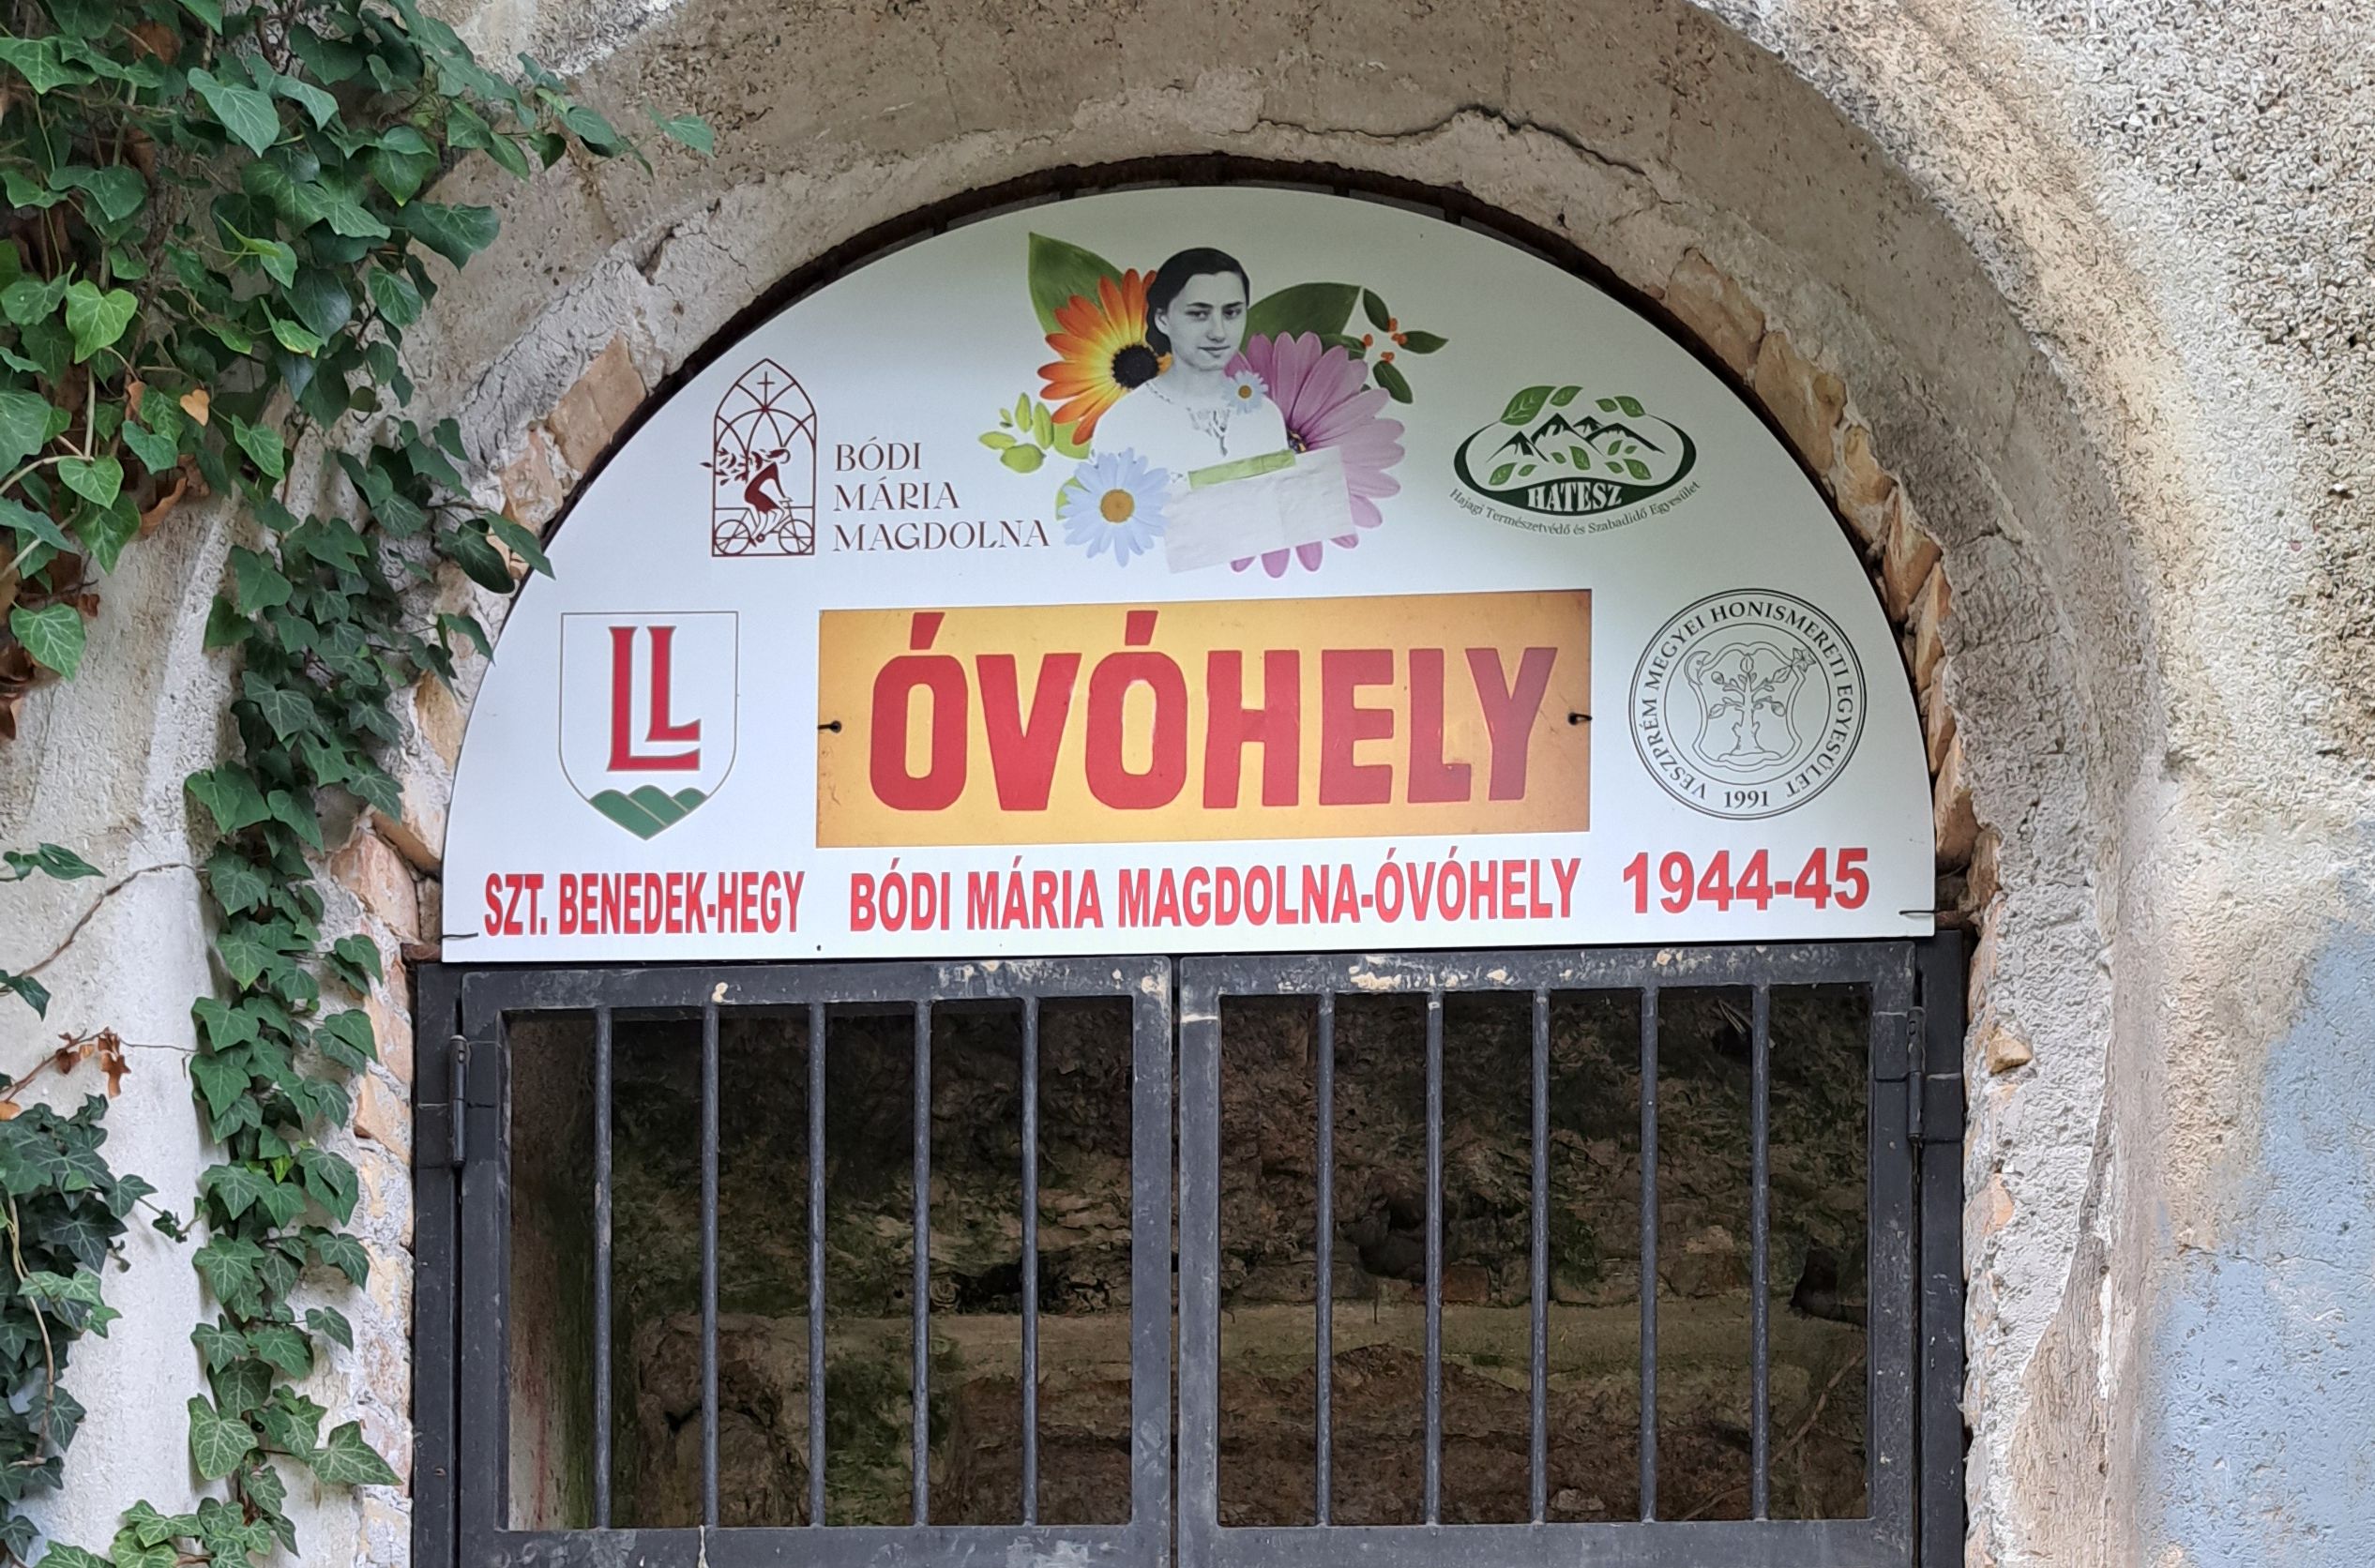 BÓDI
MÁRIA
MAGDOLNA
HATESZ
Hajagi Természetvédő és Szabadidő Egyesület
LL
ÓVÓHELY
VESZPRÉM MEGYEI HONISMERETI EGYESÜLET
1991
SZT. BENEDEK-HEGY BÓDI MÁRIA MAGDOLNA-ÓVÓHELY 1944-45